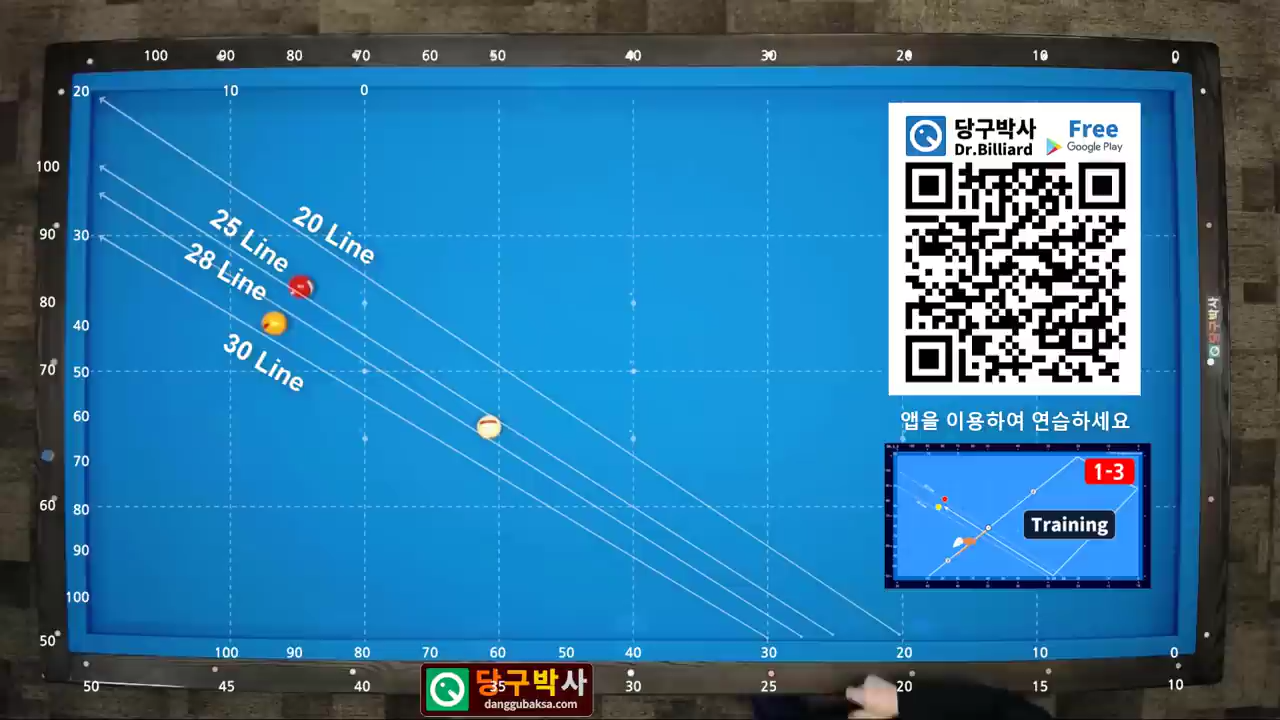 100 90 80 70 60 50 40 30 20 10 0
20 10 0
100
90 30
80
40
70 50
60
70
60 80
90
100
50
20 Line
25 Line
28 Line
30 Line
당구박사
Dr.Billiard
Free
Google Play
앱을 이용하여 연습하세요
1-3
Training
당구박사
100 90 80 70 60 50 40 30 20 10 0
50 45 40 35 30 25 20 15 10
당구박사
danggubaksa.com